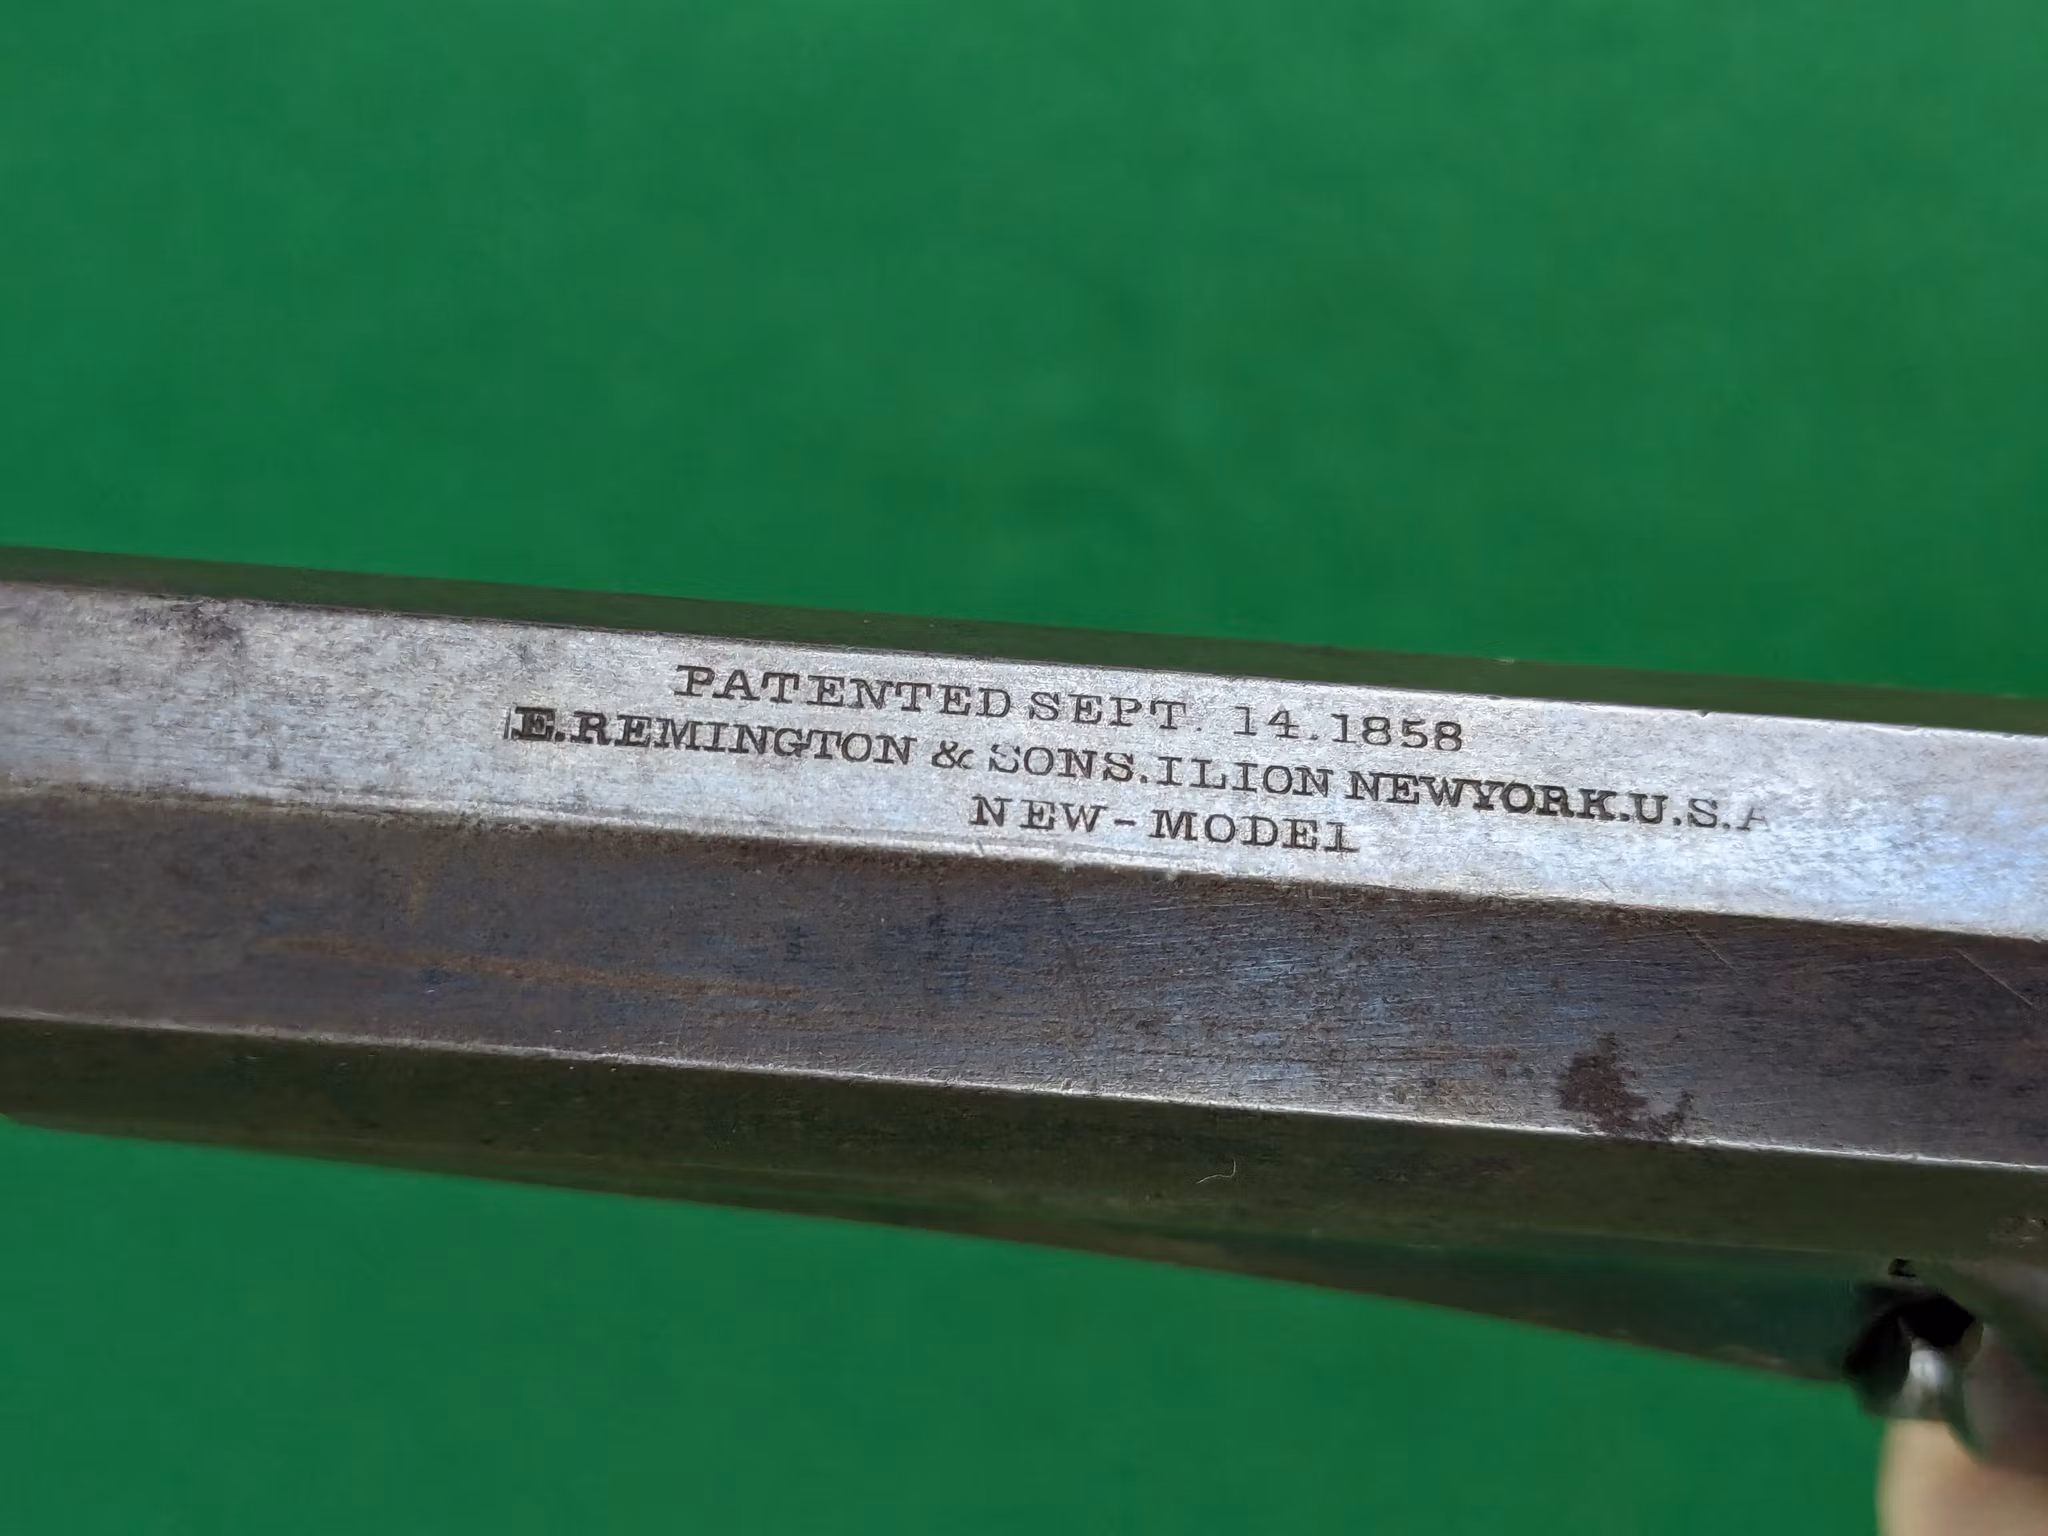 PATENTED SEPT. 14.1858
E.REMINGTON & SONS.ILION NEWYORK.U.S.A
NEW-MODEL